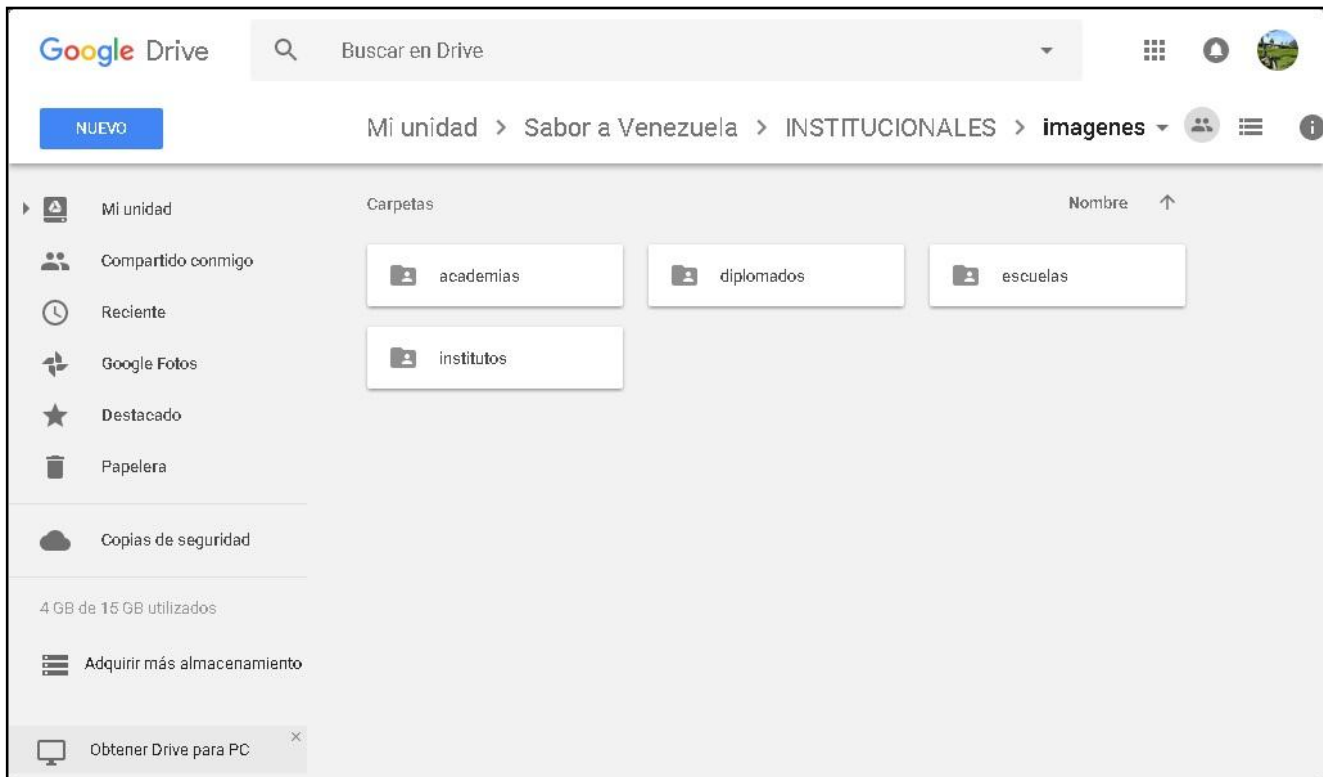 Google Drive
Buscar en Drive
NUEVO
Mi unidad > Sabor a Venezuela > INSTITUCIONALES > imagenes
Mi unidad
Compartido conmigo
Reciente
Google Fotos
Destacado
Papelera
Copias de seguridad
4 GB de 15 GB utilizados
Adquirir más almacenamiento
Obtener Drive para PC
Carpetas
Nombre
academias
diplomados
escuelas
institutos